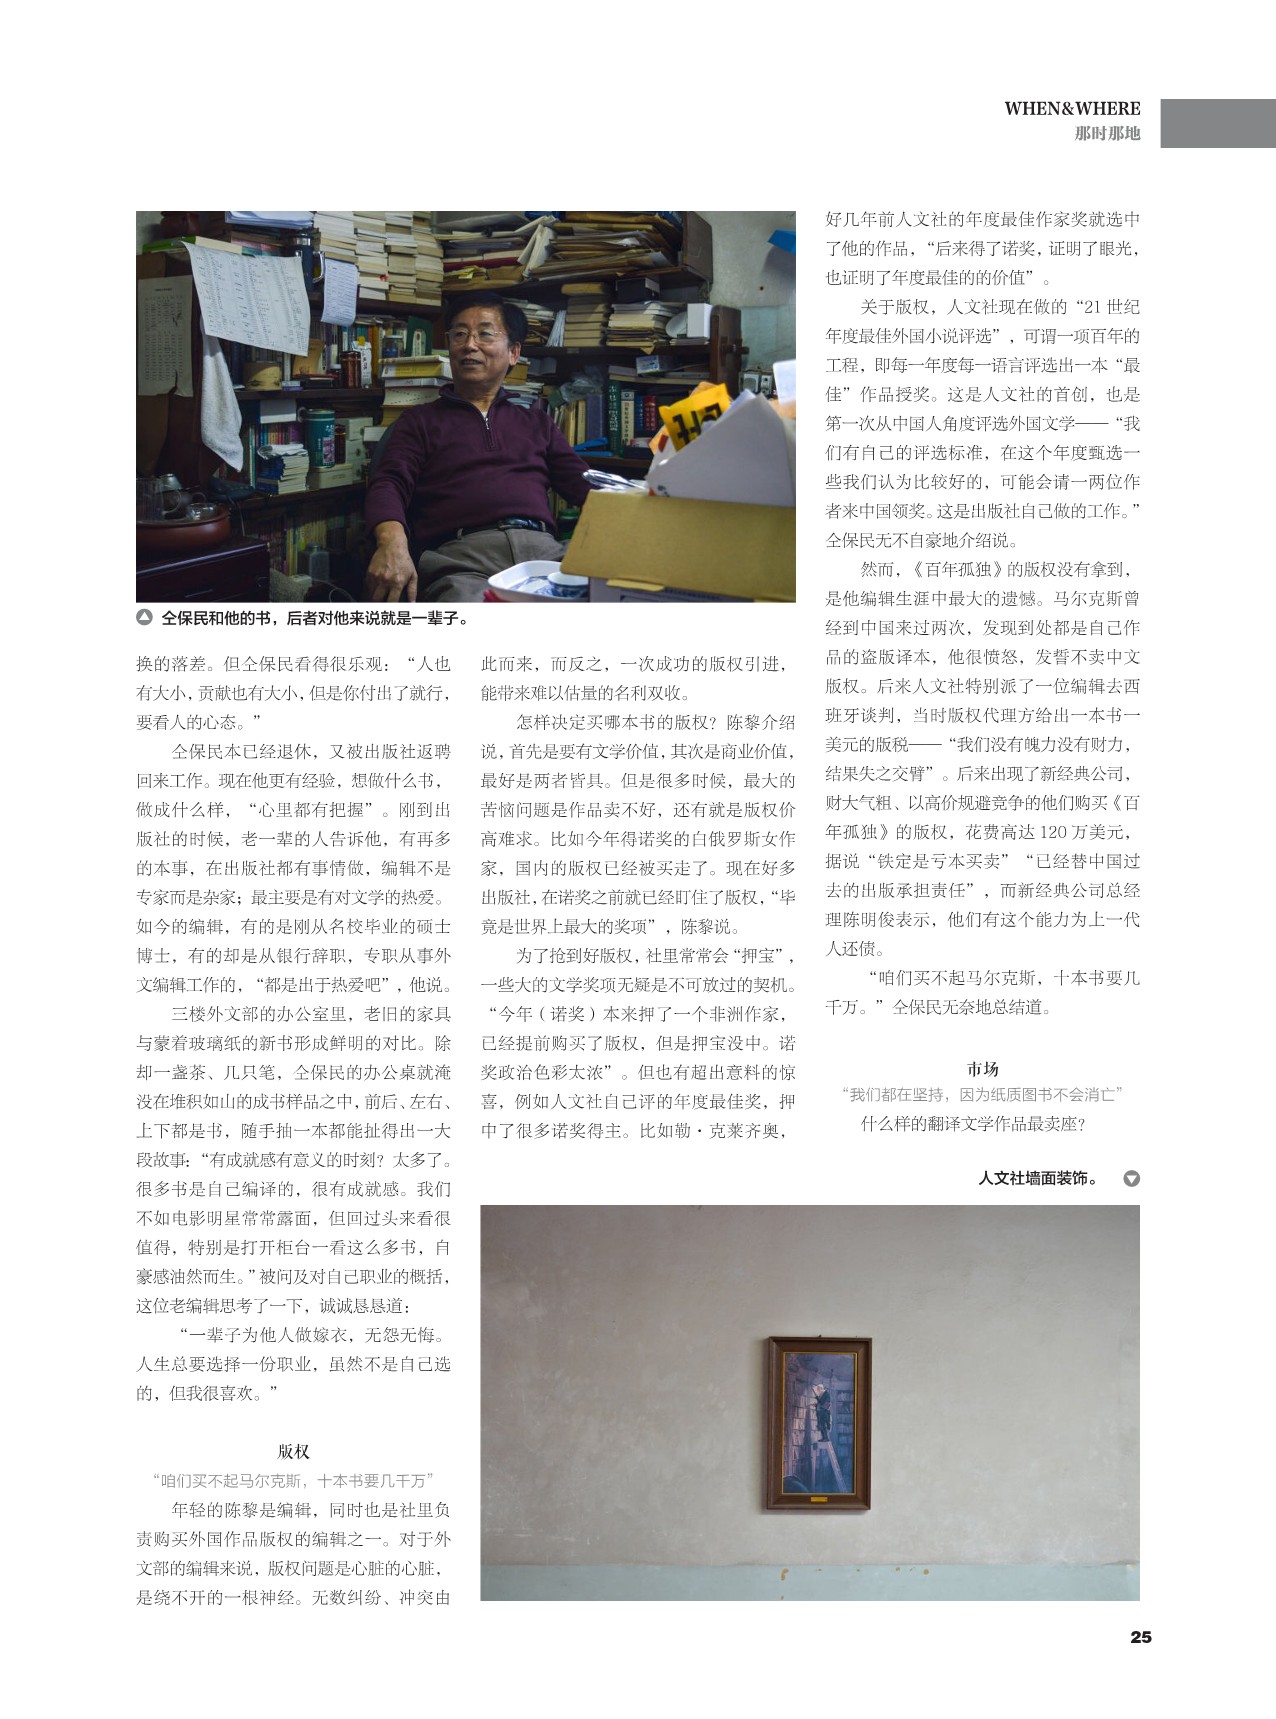 WHEN&WHERE
那时那地
仝保民和他的书，后者对他来说就是一辈子。
换的落差。但仝保民看得很乐观：“人也
有大小，贡献也有大小，但是你付出了就行，
要看人的心态。”
仝保民本已经退休，又被出版社返聘
回来工作。现在他更有经验，想做什么书，
做成什么样，“心里都有把握”。刚到出
版社的时候，老一辈的人告诉他，有再多
的本事，在出版社都有事情做，编辑不是
专家而是杂家；最主要是有对文学的热爱。
如今的编辑，有的是刚从名校毕业的硕士
博士，有的却是从银行辞职，专职从事外
文编辑工作的，“都是出于热爱吧”，他说。
三楼外文部的办公室里，老旧的家具
与蒙着玻璃纸的新书形成鲜明的对比。除
却一盏茶、几只笔，仝保民的办公桌就淹
没在堆积如山的成书样品之中，前后、左右、
上下都是书，随手抽一本都能扯得出一大
段故事：“有成就感有意义的时刻？太多了。
很多书是自己编译的，很有成就感。我们
不如电影明星常常露面，但回过头来看很
值得，特别是打开柜台一看这么多书，自
豪感油然而生。”被问及对自己职业的概括，
这位老编辑思考了一下，诚诚恳恳道：
“一辈子为他人做嫁衣，无怨无悔。
人生总要选择一份职业，虽然不是自己选
的，但我很喜欢。”
版权
“咱们买不起马尔克斯，十本书要几千万”
年轻的陈黎是编辑，同时也是社里负
责购买外国作品版权的编辑之一。对于外
文部的编辑来说，版权问题是心脏的心脏，
是绕不开的一根神经。无数纠纷、冲突由
此而来，而反之，一次成功的版权引进，
能带来难以估量的名利双收。
怎样决定买哪本书的版权？陈黎介绍
说，首先是要有文学价值，其次是商业价值，
最好是两者皆具。但是很多时候，最大的
苦恼问题是作品卖不好，还有就是版权价
高难求。比如今年得诺奖的白俄罗斯女作
家，国内的版权已经被买走了。现在好多
出版社，在诺奖之前就已经盯住了版权，“毕
竟是世界上最大的奖项”，陈黎说。
为了抢到好版权，社里常常会“押宝”，
一些大的文学奖项无疑是不可放过的契机。
“今年（诺奖）本来押了一个非洲作家，
已经提前购买了版权，但是押宝没中。诺
奖政治色彩太浓”。但也有超出意料的惊
喜，例如人文社自己评的年度最佳奖，押
中了很多诺奖得主。比如勒·克莱齐奥，
好几年前人文社的年度最佳作家奖就选中
了他的作品，“后来得了诺奖，证明了眼光，
也证明了年度最佳的的价值”。
关于版权，人文社现在做的“21 世纪
年度最佳外国小说评选”，可谓一项百年的
工程，即每一年度每一语言评选出一本“最
佳”作品授奖。这是人文社的首创，也是
第一次从中国人角度评选外国文学——“我
们有自己的评选标准，在这个年度甄选一
些我们认为比较好的，可能会请一两位作
者来中国领奖。这是出版社自己做的工作。”
仝保民无不自豪地介绍说。
然而，《百年孤独》的版权没有拿到，
是他编辑生涯中最大的遗憾。马尔克斯曾
经到中国来过两次，发现到处都是自己作
品的盗版译本，他很愤怒，发誓不卖中文
版权。后来人文社特别派了一位编辑去西
班牙谈判，当时版权代理方给出一本书一
美元的版税——“我们没有魄力没有财力，
结果失之交臂”。后来出现了新经典公司，
财大气粗、以高价规避竞争的他们购买《百
年孤独》的版权，花费高达 120 万美元，
据说“铁定是亏本买卖”“已经替中国过
去的出版承担责任”，而新经典公司总经
理陈明俊表示，他们有这个能力为上一代
人还债。
“咱们买不起马尔克斯，十本书要几
千万。”仝保民无奈地总结道。
市场
“我们都在坚持，因为纸质图书不会消亡”
什么样的翻译文学作品最卖座？
人文社墙面装饰。
25